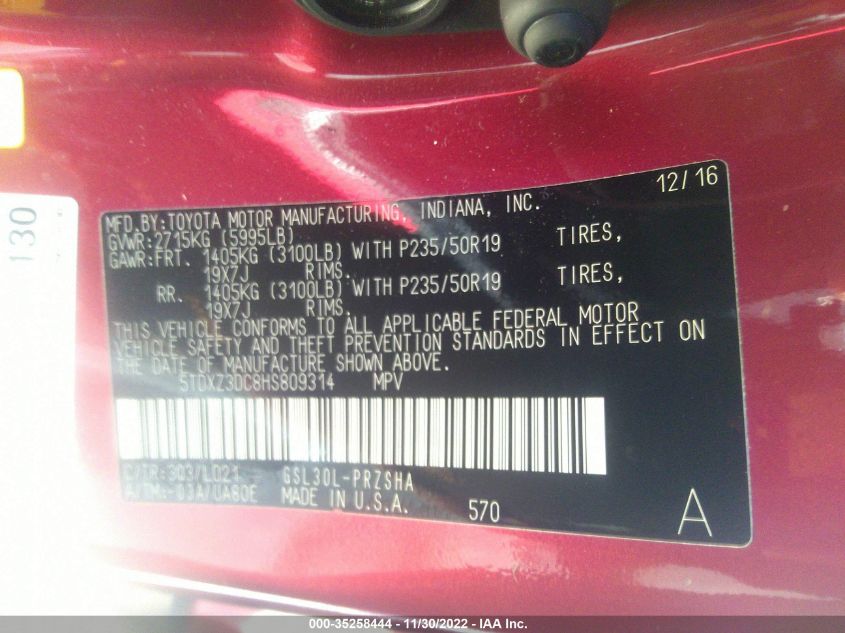 130
12/16
MFD.BY:TOYOTA MOTOR MANUFACTURING, INDIANA, INC.
GVWR:2715KG (5995LB)
GAWR:FRT. 1405KG (3100LB) WITH P235/50R19 TIRES,
19X7J RIMS.
RR. 1405KG (3100LB) WITH P235/50R19 TIRES,
19X7J RIMS.
THIS VEHICLE CONFORMS TO ALL APPLICABLE FEDERAL MOTOR
VEHICLE SAFETY AND THEFT PREVENTION STANDARDS IN EFFECT ON
THE DATE OF MANUFACTURE SHOWN ABOVE.
5TDXZ3DC8HS809314 MPV
C/TR:303/LD21 GSL30L-PRZSHA
A/TM:-03A/UA80E MADE IN U.S.A.
570
A
000-35258444 - 11/30/2022 - IAA Inc.